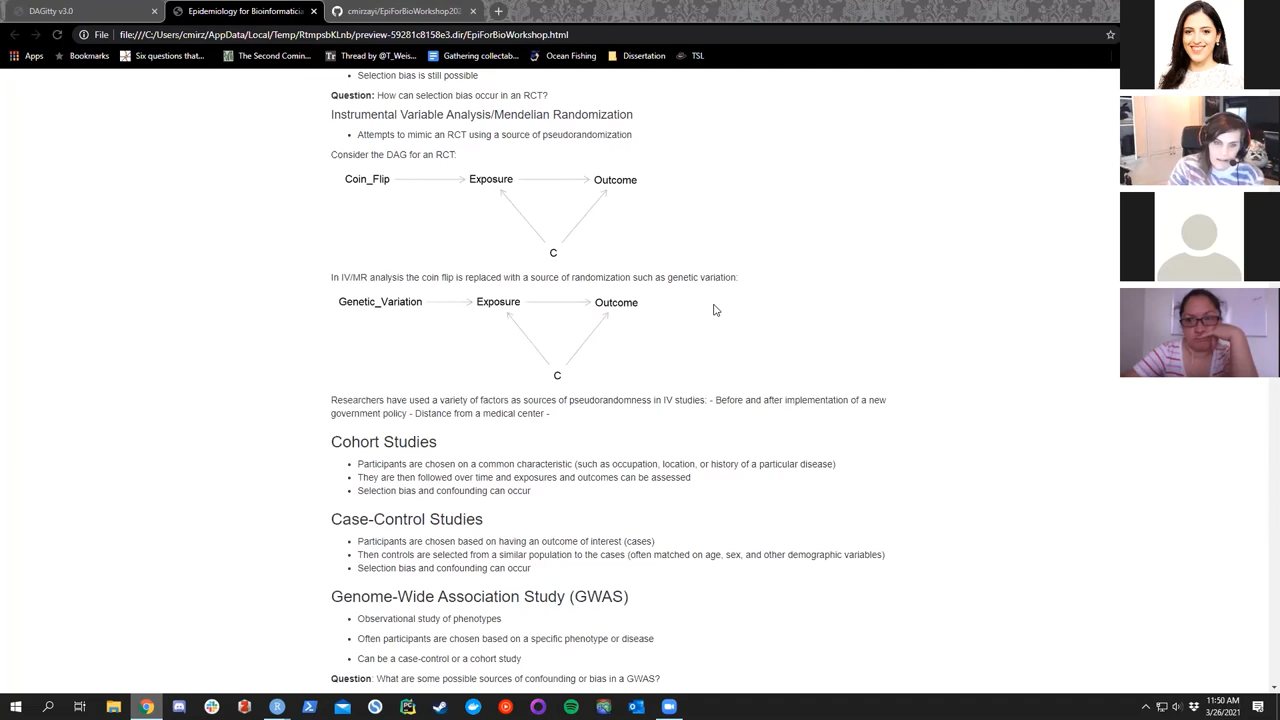 DAGitty v3.0
Epidemiology for Bioinformatician
cmirzayi/EpiForBioWorkshop202
File | file:///C:/Users/cmirz/AppData/Local/Temp/RtmpsbKLnb/preview-59281c8158e3.dir/EpiForBioWorkshop.html
Apps
Bookmarks
Six questions that...
The Second Comin...
Thread by @T_Weis...
Gathering collectab...
Ocean Fishing
Dissertation
TSL
• Selection bias is still possible
Question: How can selection bias occur in an RCT?
Instrumental Variable Analysis/Mendelian Randomization
• Attempts to mimic an RCT using a source of pseudorandomization
Consider the DAG for an RCT:
Coin_Flip Exposure Outcome
C
In IV/MR analysis the coin flip is replaced with a source of randomization such as genetic variation:
Genetic_Variation Exposure Outcome
C
Researchers have used a variety of factors as sources of pseudorandomness in IV studies: - Before and after implementation of a new
government policy - Distance from a medical center -
Cohort Studies
• Participants are chosen on a common characteristic (such as occupation, location, or history of a particular disease)
• They are then followed over time and exposures and outcomes can be assessed
• Selection bias and confounding can occur
Case-Control Studies
• Participants are chosen based on having an outcome of interest (cases)
• Then controls are selected from a similar population to the cases (often matched on age, sex, and other demographic variables)
• Selection bias and confounding can occur
Genome-Wide Association Study (GWAS)
• Observational study of phenotypes
• Often participants are chosen based on a specific phenotype or disease
• Can be a case-control or a cohort study
Question: What are some possible sources of confounding or bias in a GWAS?
11:50 AM
3/26/2021